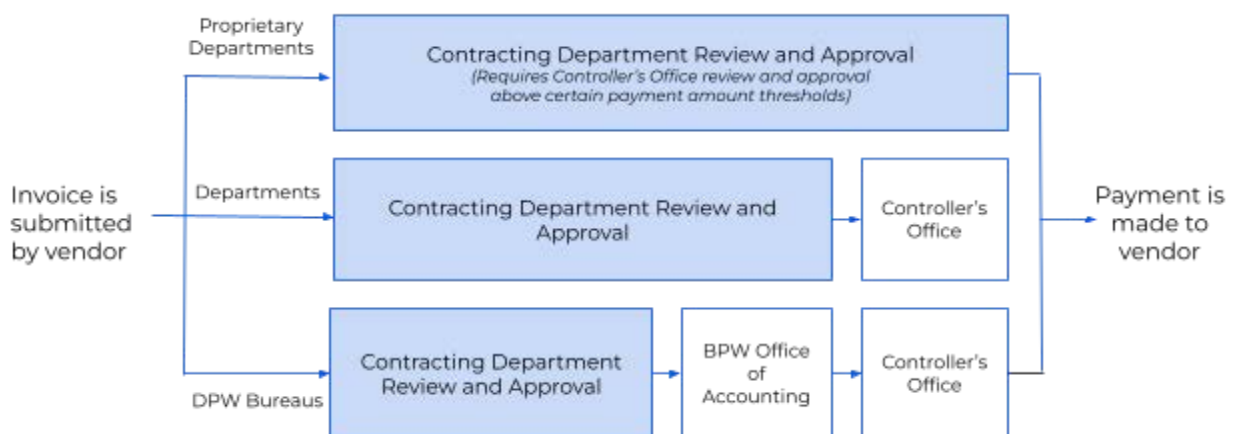 Proprietary
Departments
Contracting Department Review and Approval
(Requires Controller's Office review and approval
above certain payment amount thresholds)
Invoice is
submitted
by vendor
Departments
Contracting Department Review and
Approval
Controller's
Office
Payment is
made to
vendor
DPW Bureaus
Contracting Department
Review and Approval
BPW Office
of
Accounting
Controller's
Office